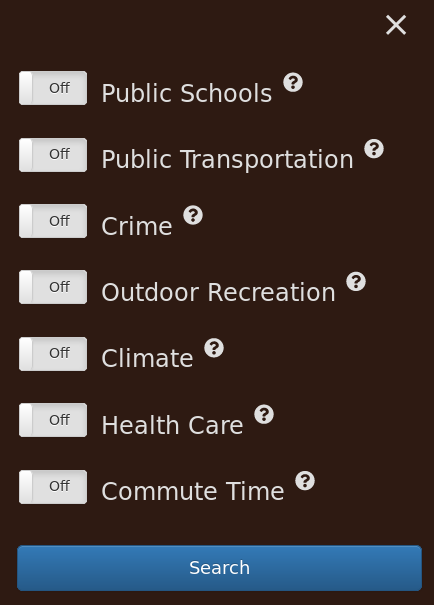 Off Public Schools ?
Off Public Transportation ?
Off Crime ?
Off Outdoor Recreation ?
Off Climate ?
Off Health Care ?
Off Commute Time ?
Search